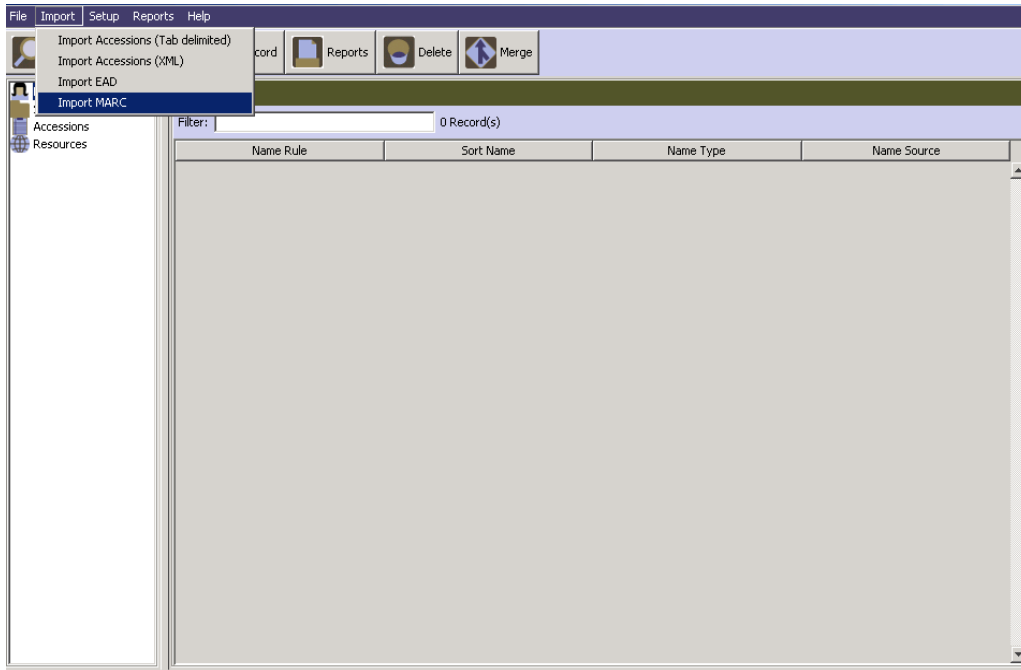 File Import Setup Reports Help
Import Accessions (Tab delimited)
Import Accessions (XML)
Import EAD
Import MARC
cord Reports Delete Merge
Accessions
Resources
Filter: 0 Record(s)
Name Rule Sort Name Name Type Name Source